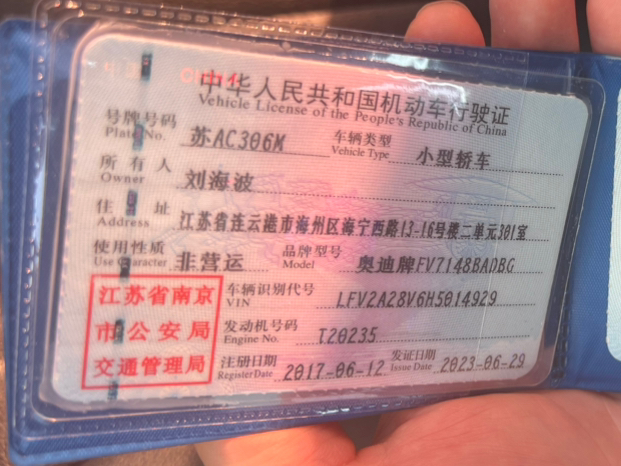 中华人民共和国机动车行驶证
Vehicle License of the People's Republic of China
号牌号码 苏AC306M 车辆类型 小型轿车
Plate No. Vehicle Type
所有人 刘海波
Owner
住址 江苏省连云港市海州区海宁西路13-16号楼二单元301室
Address
使用性质 非营运 品牌型号 奥迪牌FV7148BADBG
Use Character Model
江苏省南京 车辆识别代号 LFV2A28V6H5014929
VIN
市公安局 发动机号码 T20235
Engine No.
交通管理局 注册日期 2017-06-12 发证日期 2023-06-29
Register Date Issue Date